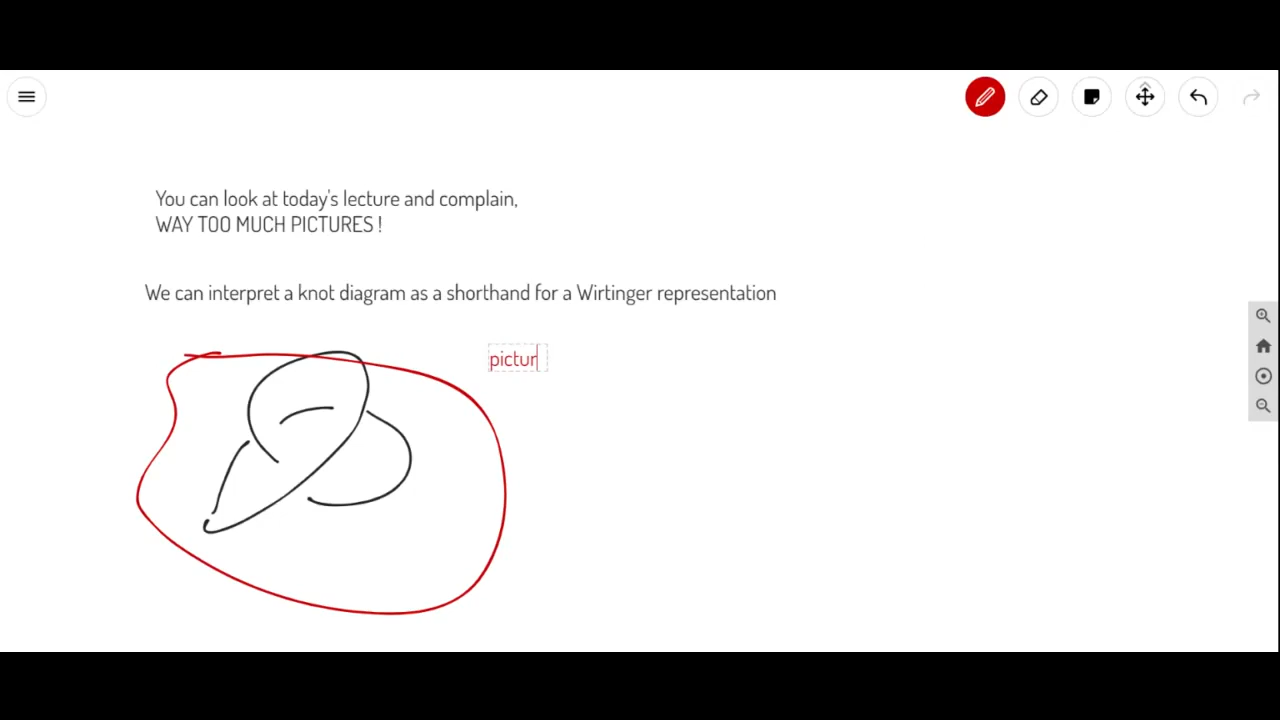 You can look at today's lecture and complain,
WAY TOO MUCH PICTURES !
We can interpret a knot diagram as a shorthand for a Wirtinger representation
pictur